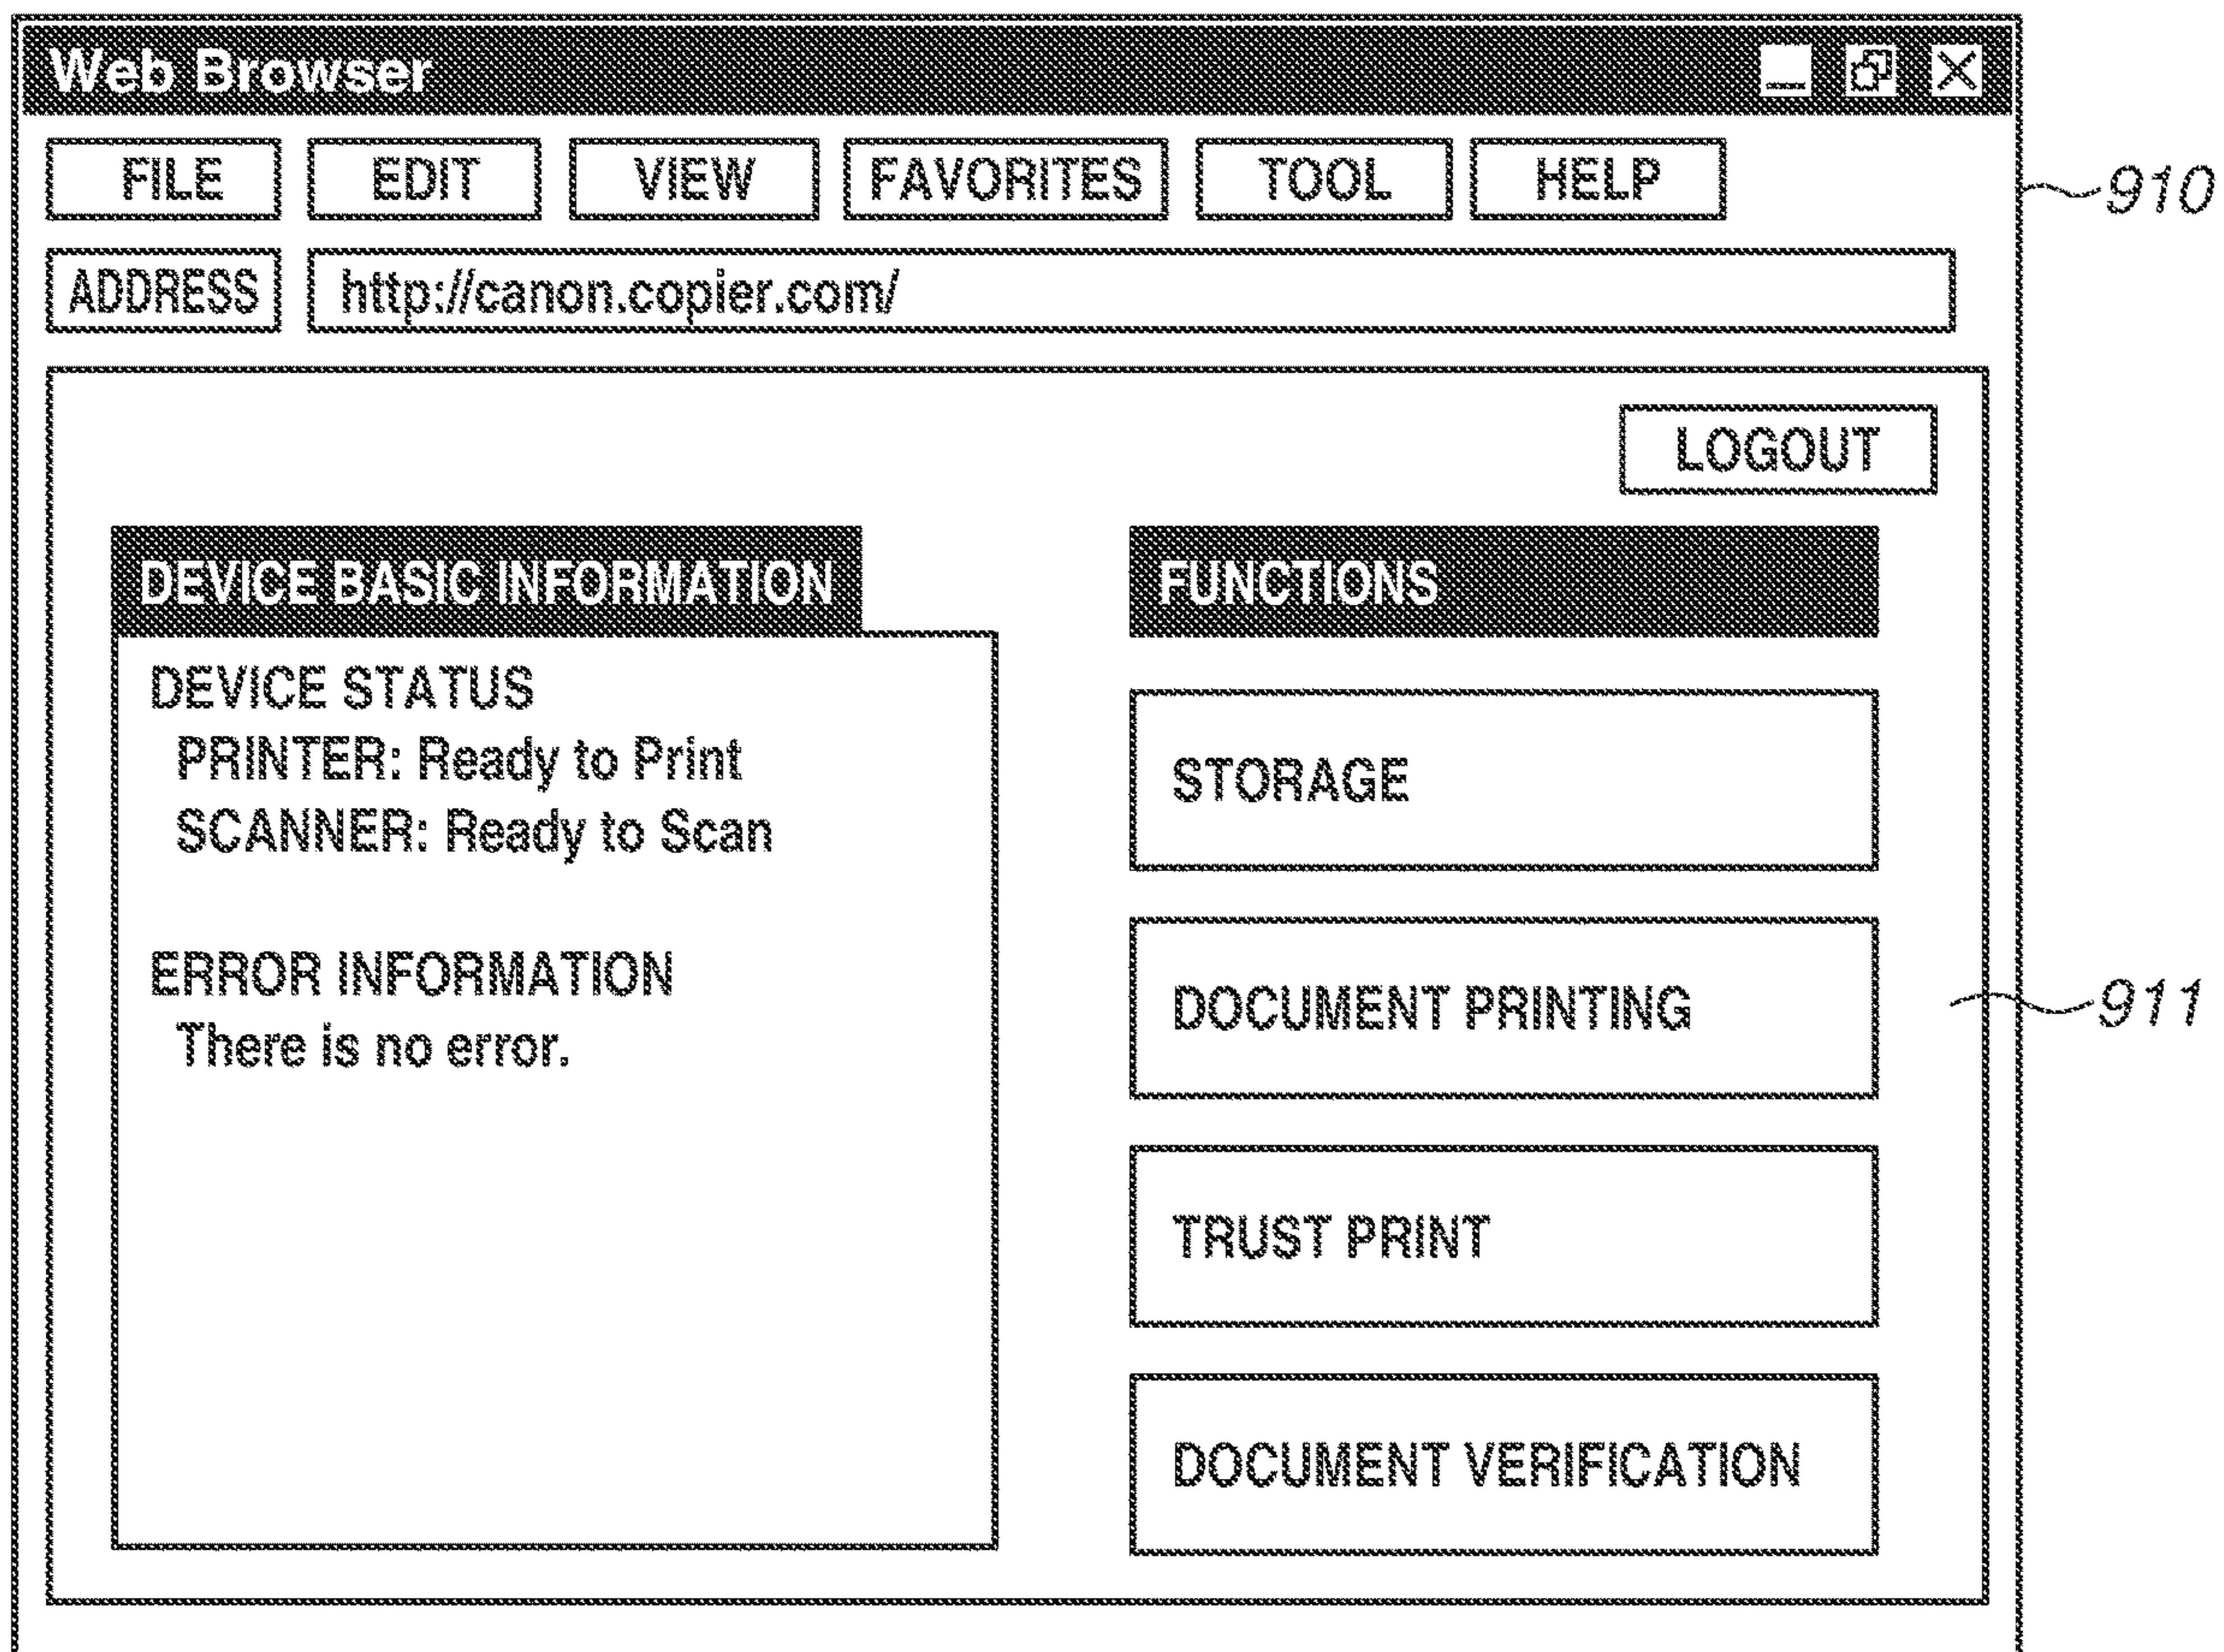 Web Browser
FILE EDIT VIEW FAVORITES TOOL HELP
910
ADDRESS http://canon.copier.com/
LOGOUT
DEVICE BASIC INFORMATION
DEVICE STATUS
PRINTER: Ready to Print
SCANNER: Ready to Scan
ERROR INFORMATION
There is no error.
FUNCTIONS
STORAGE
DOCUMENT PRINTING
911
TRUST PRINT
DOCUMENT VERIFICATION